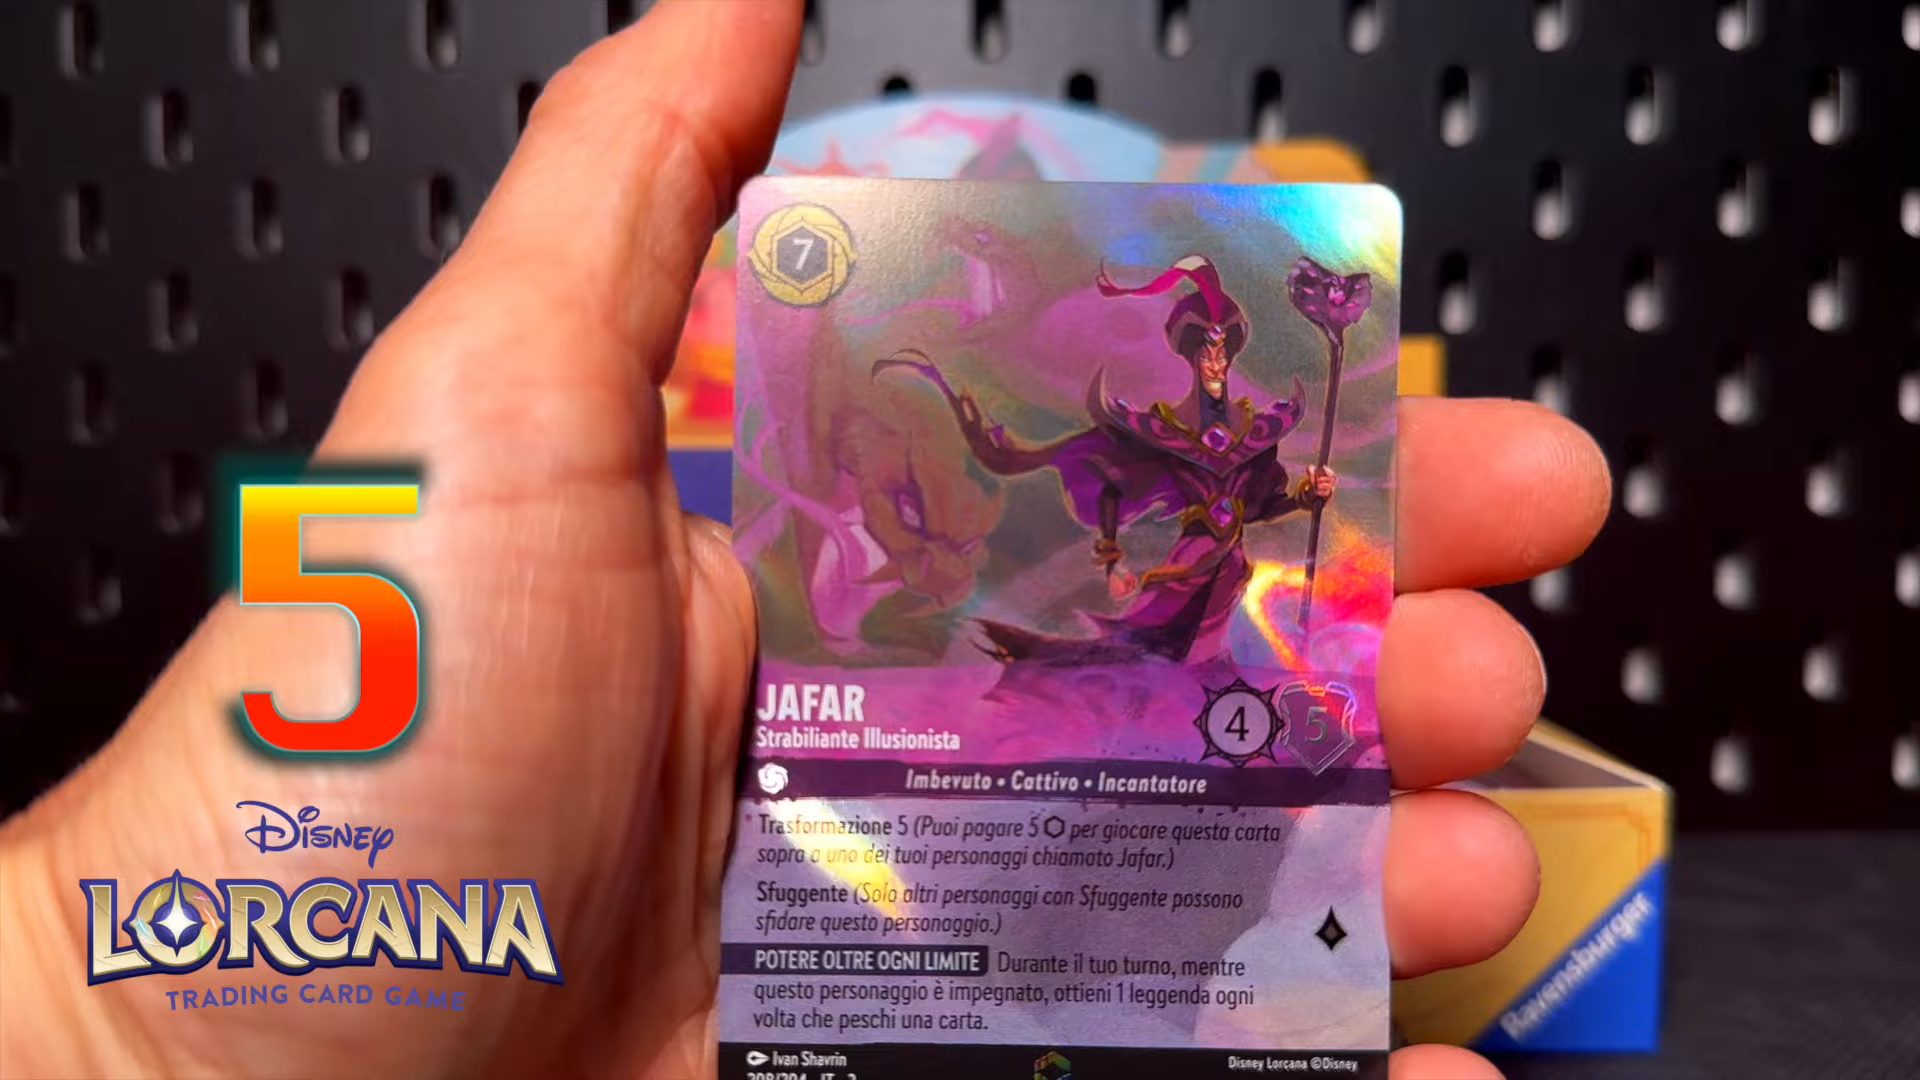 7
JAFAR
Strabiliante Illusionista
4
5
Imbevuto • Cattivo • Incantatore
Trasformazione 5 (Puoi pagare 5 ⬡ per giocare questa carta
sopra a uno dei tuoi personaggi chiamato Jafar.)
Sfuggente (Solo altri personaggi con Sfuggente possono
sfidare questo personaggio.)
POTERE OLTRE OGNI LIMITE Durante il tuo turno, mentre
questo personaggio è impegnato, ottieni 1 leggenda ogni
volta che peschi una carta.
Ivan Shavrin
Disney Lorcana ©Disney
5
Disney
LORCANA
TRADING CARD GAME
Ravensburger